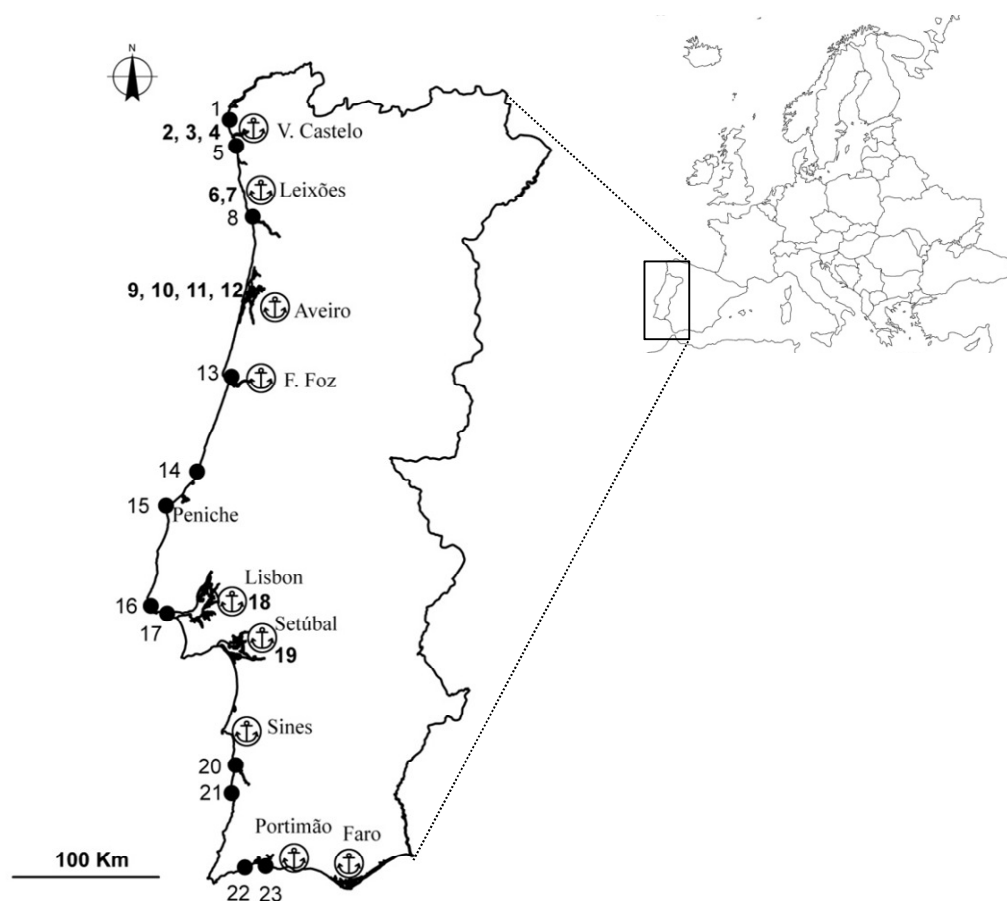 N
1
2, 3, 4
V. Castelo
5
6,7
Leixões
8
9, 10, 11, 12
Aveiro
13
F. Foz
14
15
Peniche
Lisbon
16
18
17
Setúbal
19
Sines
20
21
Portimão
Faro
100 Km
22
23